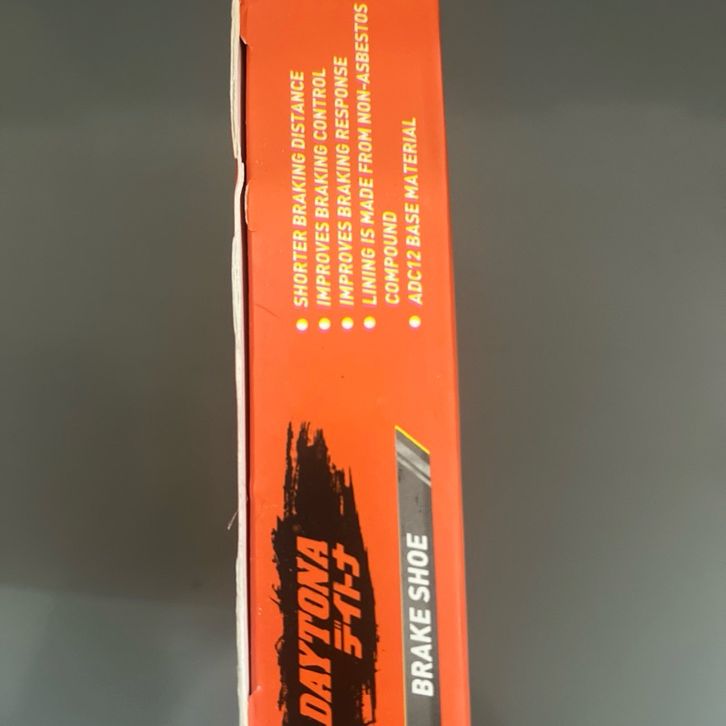 DAYTONA
デイトナ
BRAKE SHOE
SHORTER BRAKING DISTANCE
IMPROVES BRAKING CONTROL
IMPROVES BRAKING RESPONSE
LINING IS MADE FROM NON-ASBESTOS
COMPOUND
ADC12 BASE MATERIAL